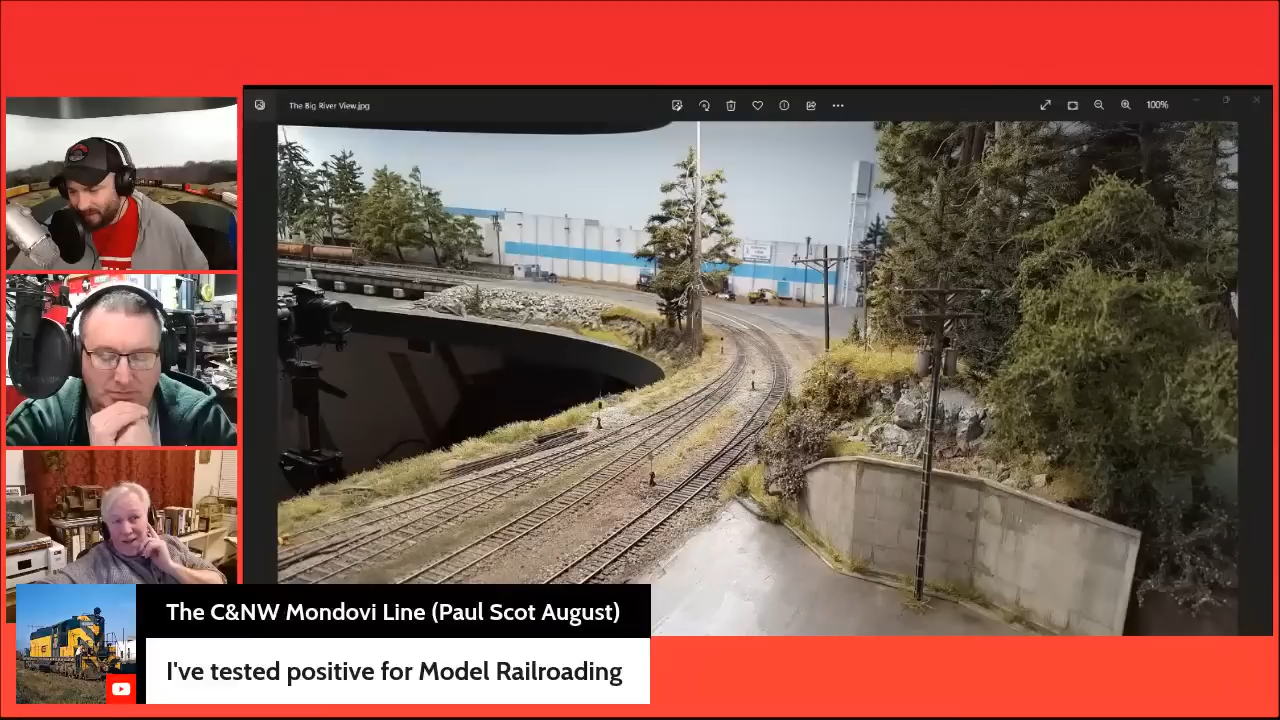 The Big River View.jpg
100%
The C&NW Mondovi Line (Paul Scot August)
I've tested positive for Model Railroading